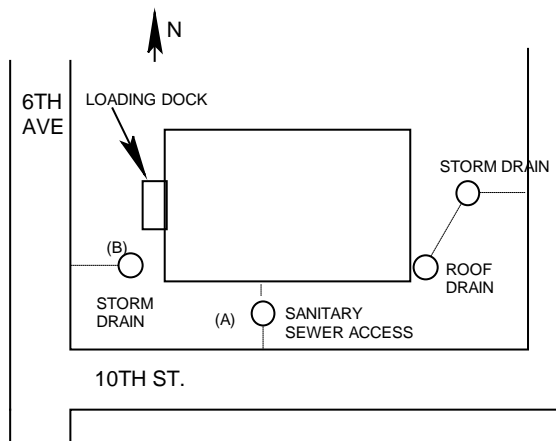 N
6TH
AVE
LOADING DOCK
STORM DRAIN
(B)
ROOF
DRAIN
STORM
DRAIN
(A)
SANITARY
SEWER ACCESS
10TH ST.